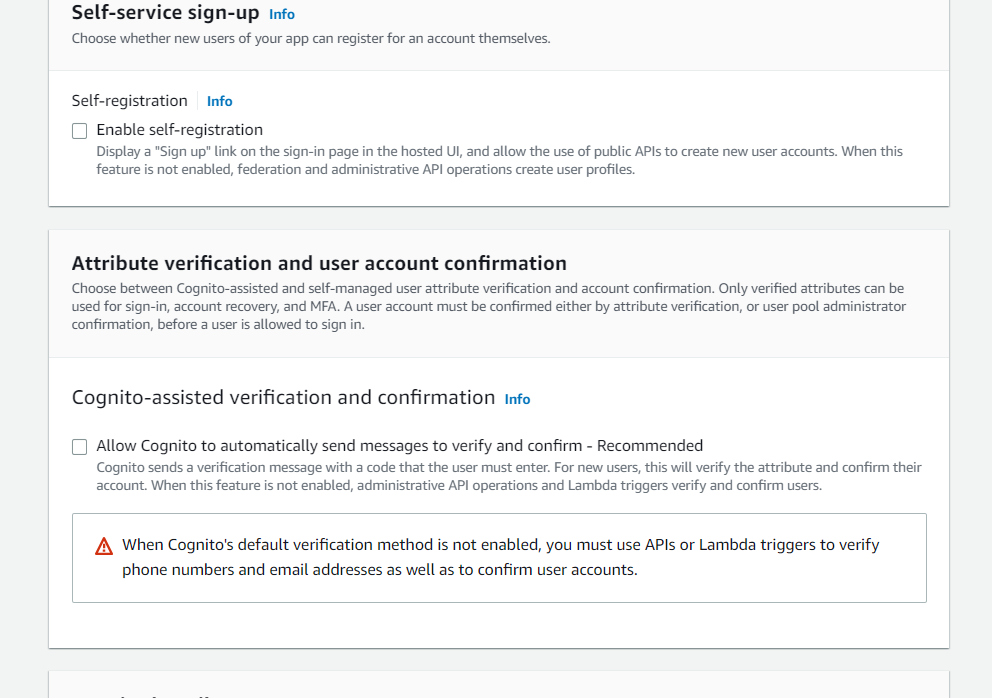 Self-service sign-up Info
Choose whether new users of your app can register for an account themselves.
Self-registration Info
Enable self-registration
Display a "Sign up" link on the sign-in page in the hosted UI, and allow the use of public APIs to create new user accounts. When this
feature is not enabled, federation and administrative API operations create user profiles.
Attribute verification and user account confirmation
Choose between Cognito-assisted and self-managed user attribute verification and account confirmation. Only verified attributes can be
used for sign-in, account recovery, and MFA. A user account must be confirmed either by attribute verification, or user pool administrator
confirmation, before a user is allowed to sign in.
Cognito-assisted verification and confirmation Info
Allow Cognito to automatically send messages to verify and confirm - Recommended
Cognito sends a verification message with a code that the user must enter. For new users, this will verify the attribute and confirm their
account. When this feature is not enabled, administrative API operations and Lambda triggers verify and confirm users.
When Cognito's default verification method is not enabled, you must use APIs or Lambda triggers to verify
phone numbers and email addresses as well as to confirm user accounts.